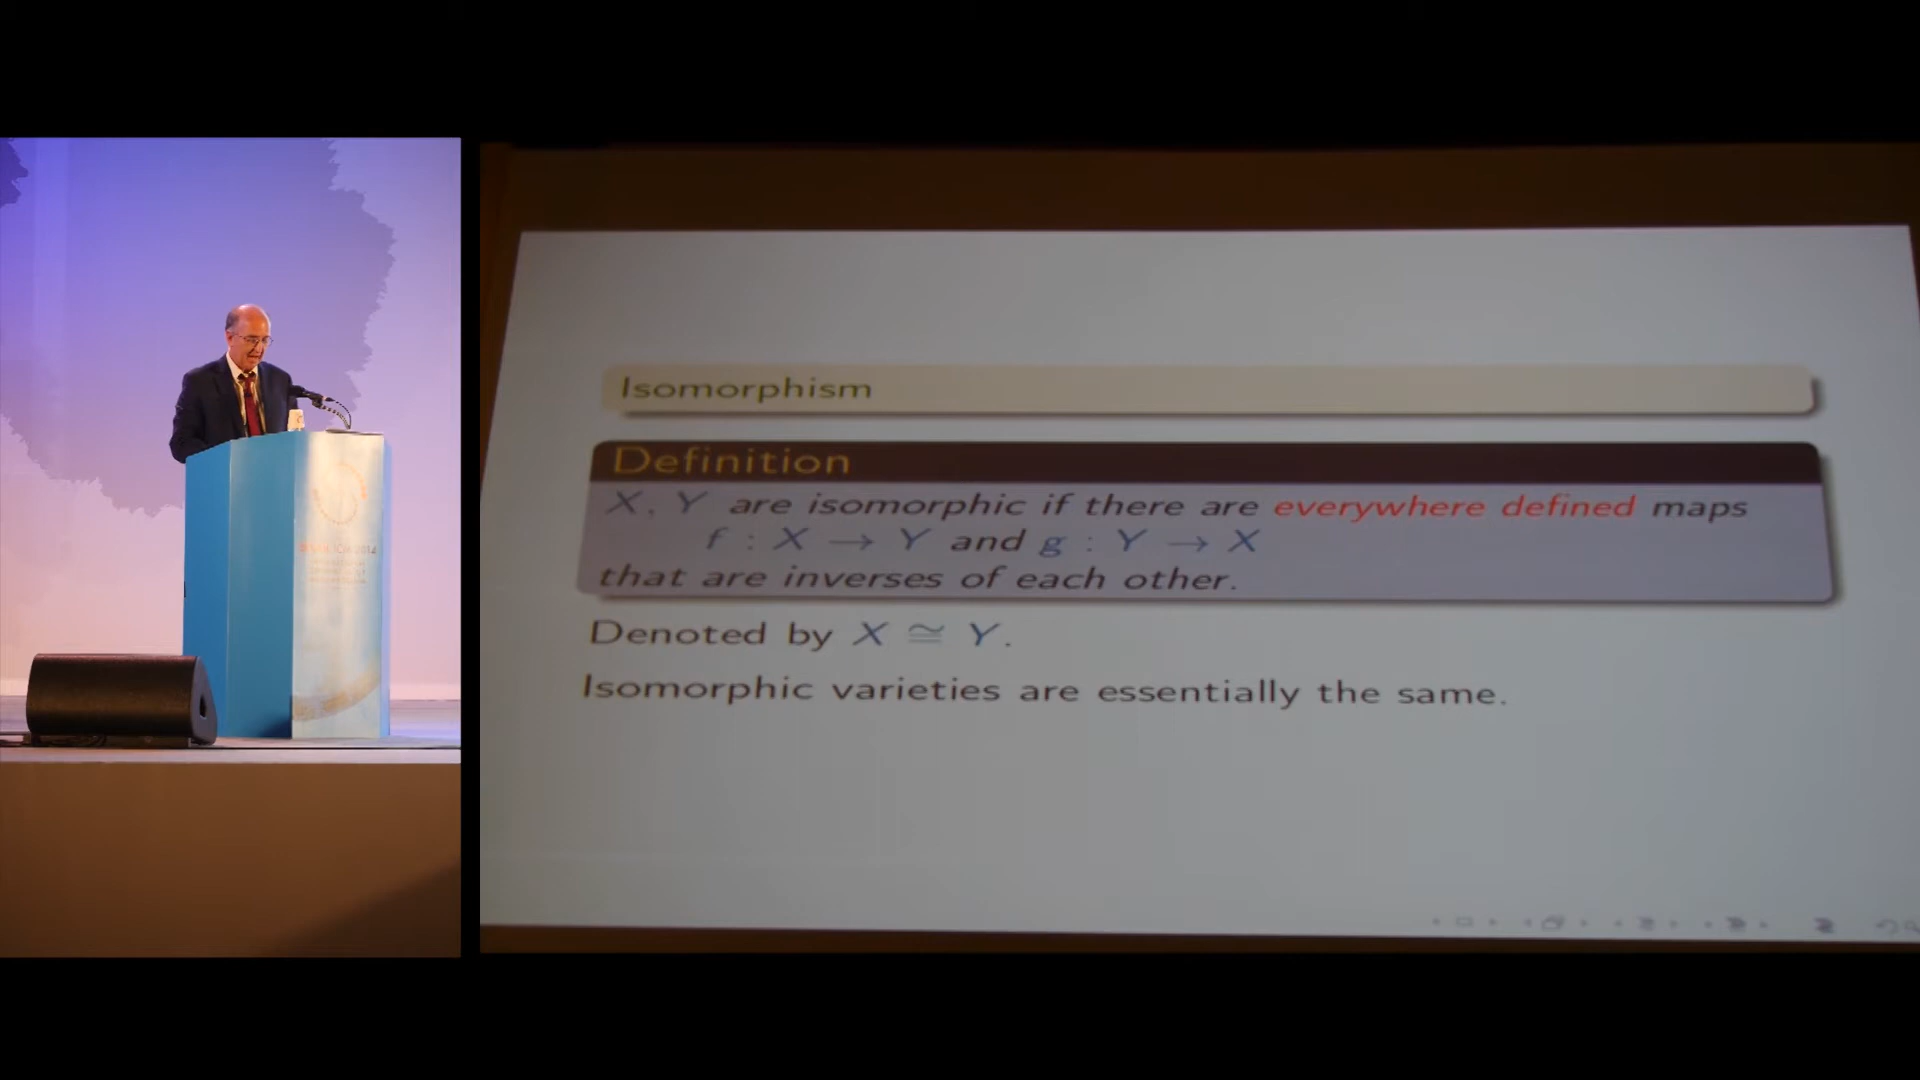 Isomorphism
Definition
X, Y are isomorphic if there are everywhere defined maps
f : X → Y and g : Y → X
that are inverses of each other.
Denoted by X ≅ Y.
Isomorphic varieties are essentially the same.